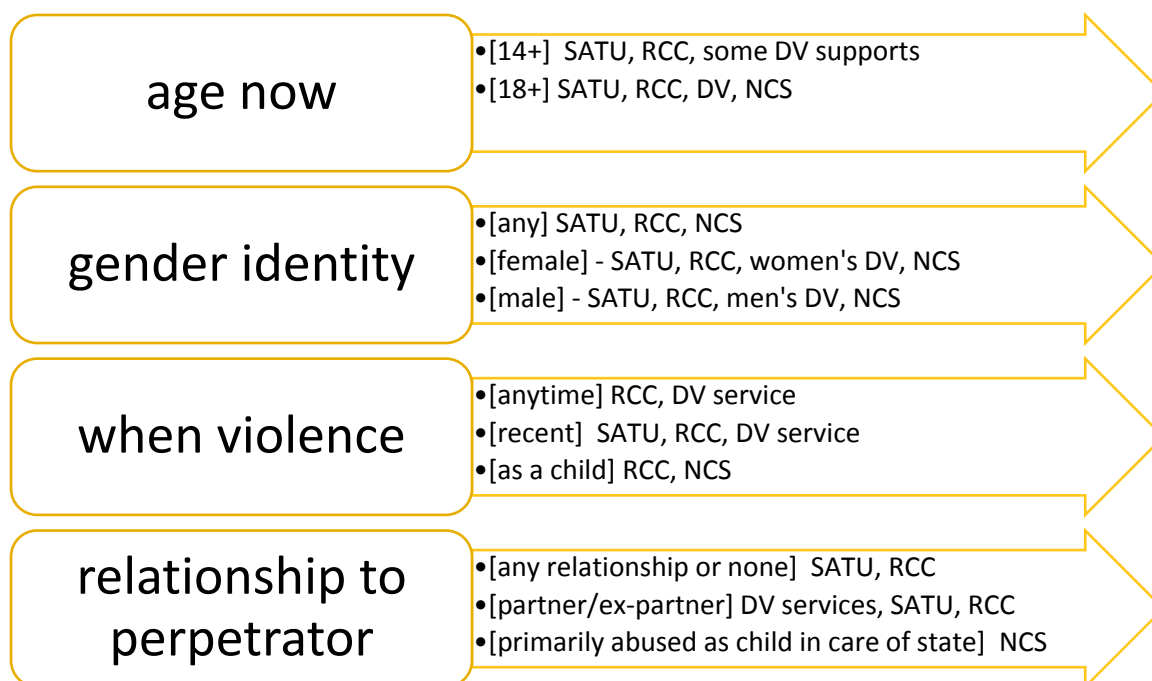 age now
•[14+]  SATU, RCC, some DV supports
•[18+] SATU, RCC, DV, NCS
gender identity
•[any] SATU, RCC, NCS
•[female] - SATU, RCC, women's DV, NCS
•[male] - SATU, RCC, men's DV, NCS
when violence
•[anytime] RCC, DV service
•[recent]  SATU, RCC, DV service
•[as a child] RCC, NCS
relationship to
perpetrator
•[any relationship or none]  SATU, RCC
•[partner/ex-partner] DV services, SATU, RCC
•[primarily abused as child in care of state]  NCS